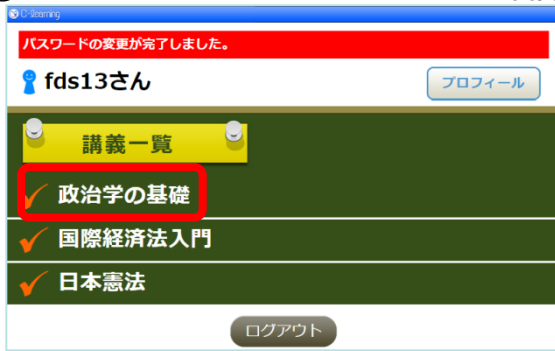 C-Learning
パスワードの変更が完了しました。
fds13さん
プロフィール
講義一覧
政治学の基礎
国際経済法入門
日本憲法
ログアウト